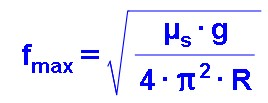 f_max = √((μ_s · g) / (4 · π² · R))